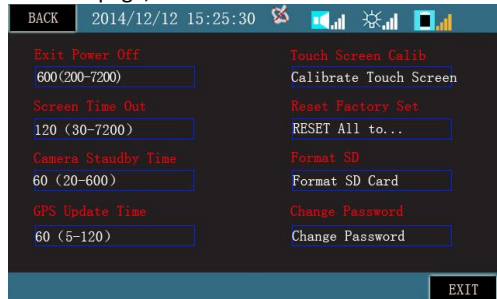 BACK 2014/12/12 15:25:30
Exit Power Off
600(200-7200)
Screen Time Out
120 (30-7200)
Camera Staudby Time
60 (20-600)
GPS Update Time
60 (5-120)
Touch Screen Calib
Calibrate Touch Screen
Reset Factory Set
RESET All to...
Format SD
Format SD Card
Change Password
Change Password
EXIT